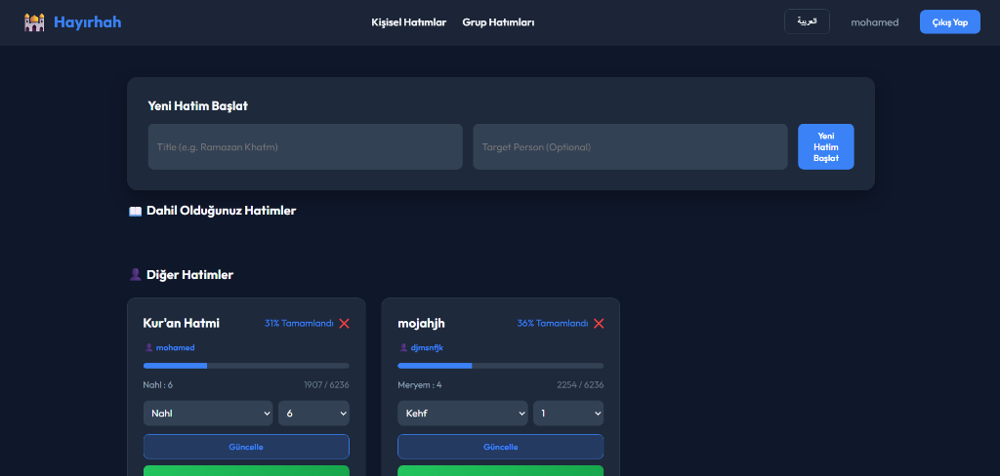 Hayırhah
Kişisel Hatimlar Grup Hatımları
العربية
mohamed
Çıkış Yap
Yeni Hatim Başlat
Title (e.g. Ramazan Khatm)
Target Person (Optional)
Yeni
Hatim
Başlat
Dahil Olduğunuz Hatimler
Diğer Hatimler
Kur'an Hatmi 31% Tamamlandı
mohamed
Nahl : 6 1907 / 6236
Nahl 6
Güncelle
mojahjh 36% Tamamlandı
djmsnfjk
Meryem : 4 2254 / 6236
Kehf 1
Güncelle